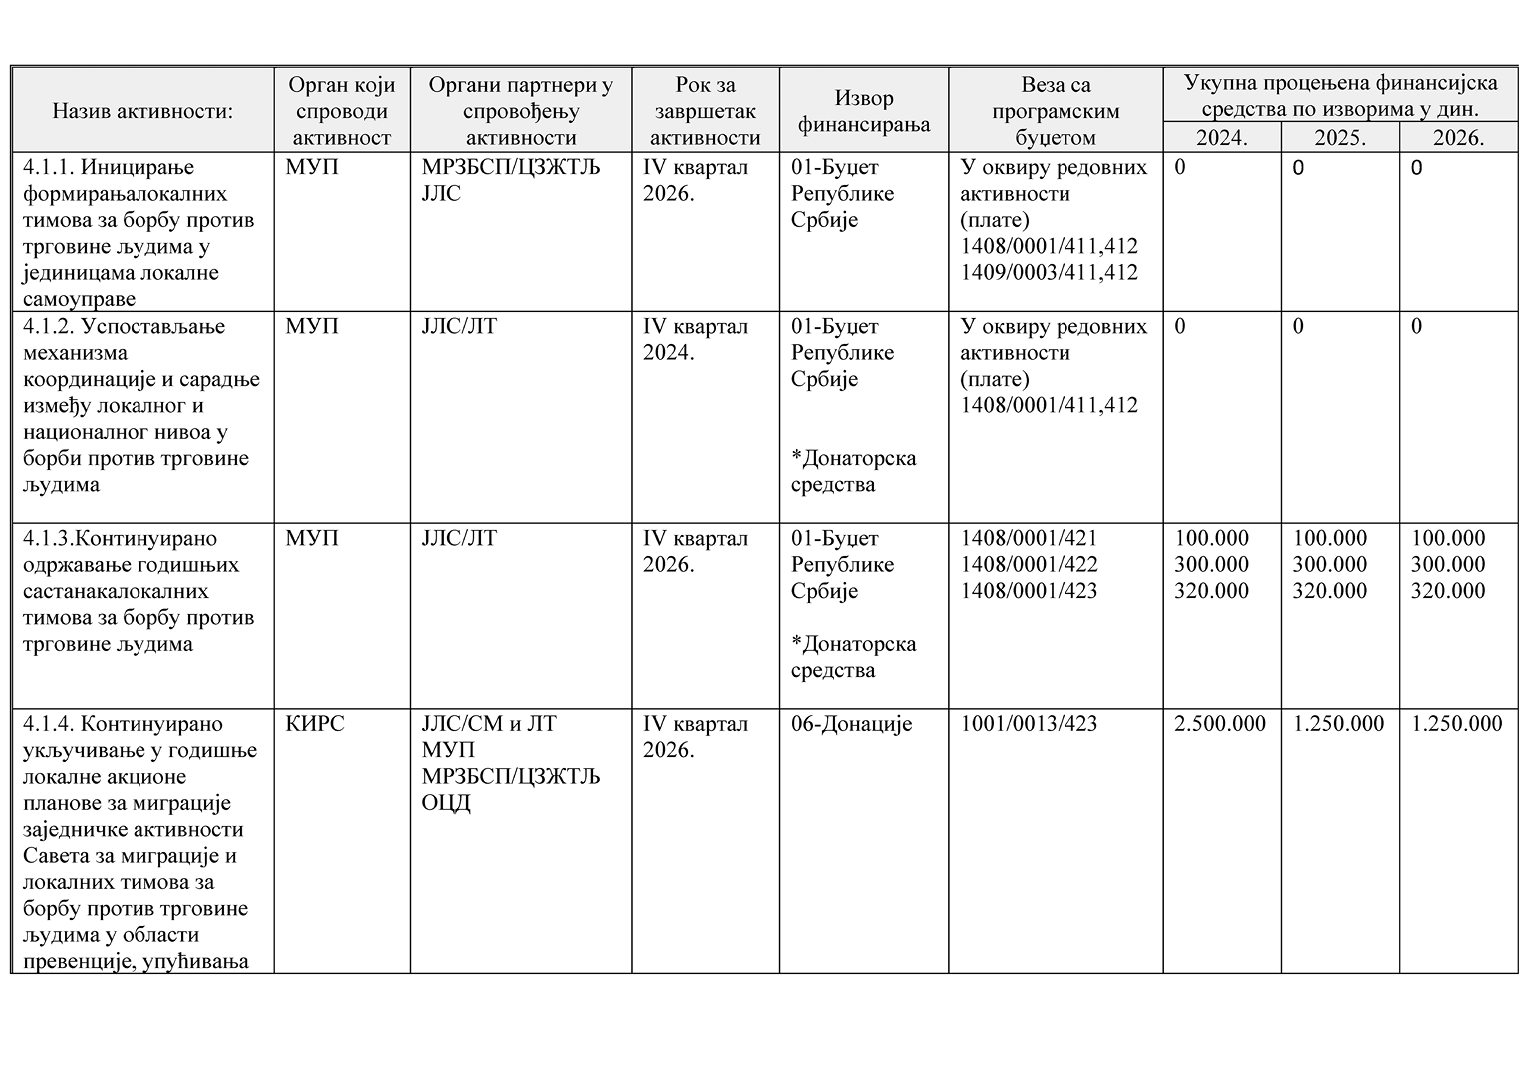 Назив активности:
Орган који
спроводи
активност
Органи партнери у
спровођењу
активности
Рок за
завршетак
активности
Извор
финансирања
Веза са
програмским
буџетом
Укупна процењена финансијска
средства по изворима у дин.
2024.
2025.
2026.
4.1.1. Иницирање
формирањалокалних
тимова за борбу против
трговине људима у
јединицама локалне
самоуправе
МУП
МРЗБСП/ЦЗЖТЉ
ЈЛС
IV квартал
2026.
01-Буџет
Републике
Србије
У оквиру редовних
активности
(плате)
1408/0001/411,412
1409/0003/411,412
0
0
0
4.1.2. Успостављање
механизма
координације и сарадње
између локалног и
националног нивоа у
борби против трговине
људима
МУП
ЈЛС/ЛТ
IV квартал
2024.
01-Буџет
Републике
Србије
*Донаторска
средства
У оквиру редовних
активности
(плате)
1408/0001/411,412
0
0
0
4.1.3.Континуирано
одржавање годишњих
састанакалокалних
тимова за борбу против
трговине људима
МУП
ЈЛС/ЛТ
IV квартал
2026.
01-Буџет
Републике
Србије
*Донаторска
средства
1408/0001/421
1408/0001/422
1408/0001/423
100.000
300.000
320.000
100.000
300.000
320.000
100.000
300.000
320.000
4.1.4. Континуирано
укључивање у годишње
локалне акционе
планове за миграције
заједничке активности
Савета за миграције и
локалних тимова за
борбу против трговине
људима у области
превенције, упућивања
КИРС
ЈЛС/СМ и ЛТ
МУП
МРЗБСП/ЦЗЖТЉ
ОЦД
IV квартал
2026.
06-Донације
1001/0013/423
2.500.000
1.250.000
1.250.000